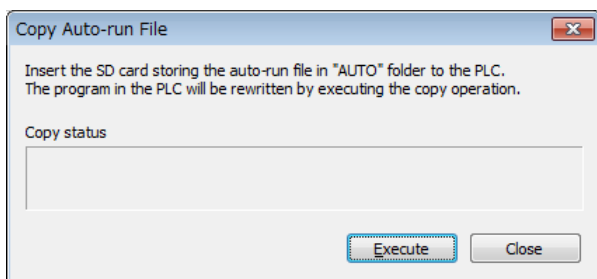 Copy Auto-run File
Insert the SD card storing the auto-run file in "AUTO" folder to the PLC.
The program in the PLC will be rewritten by executing the copy operation.
Copy status
Execute Close